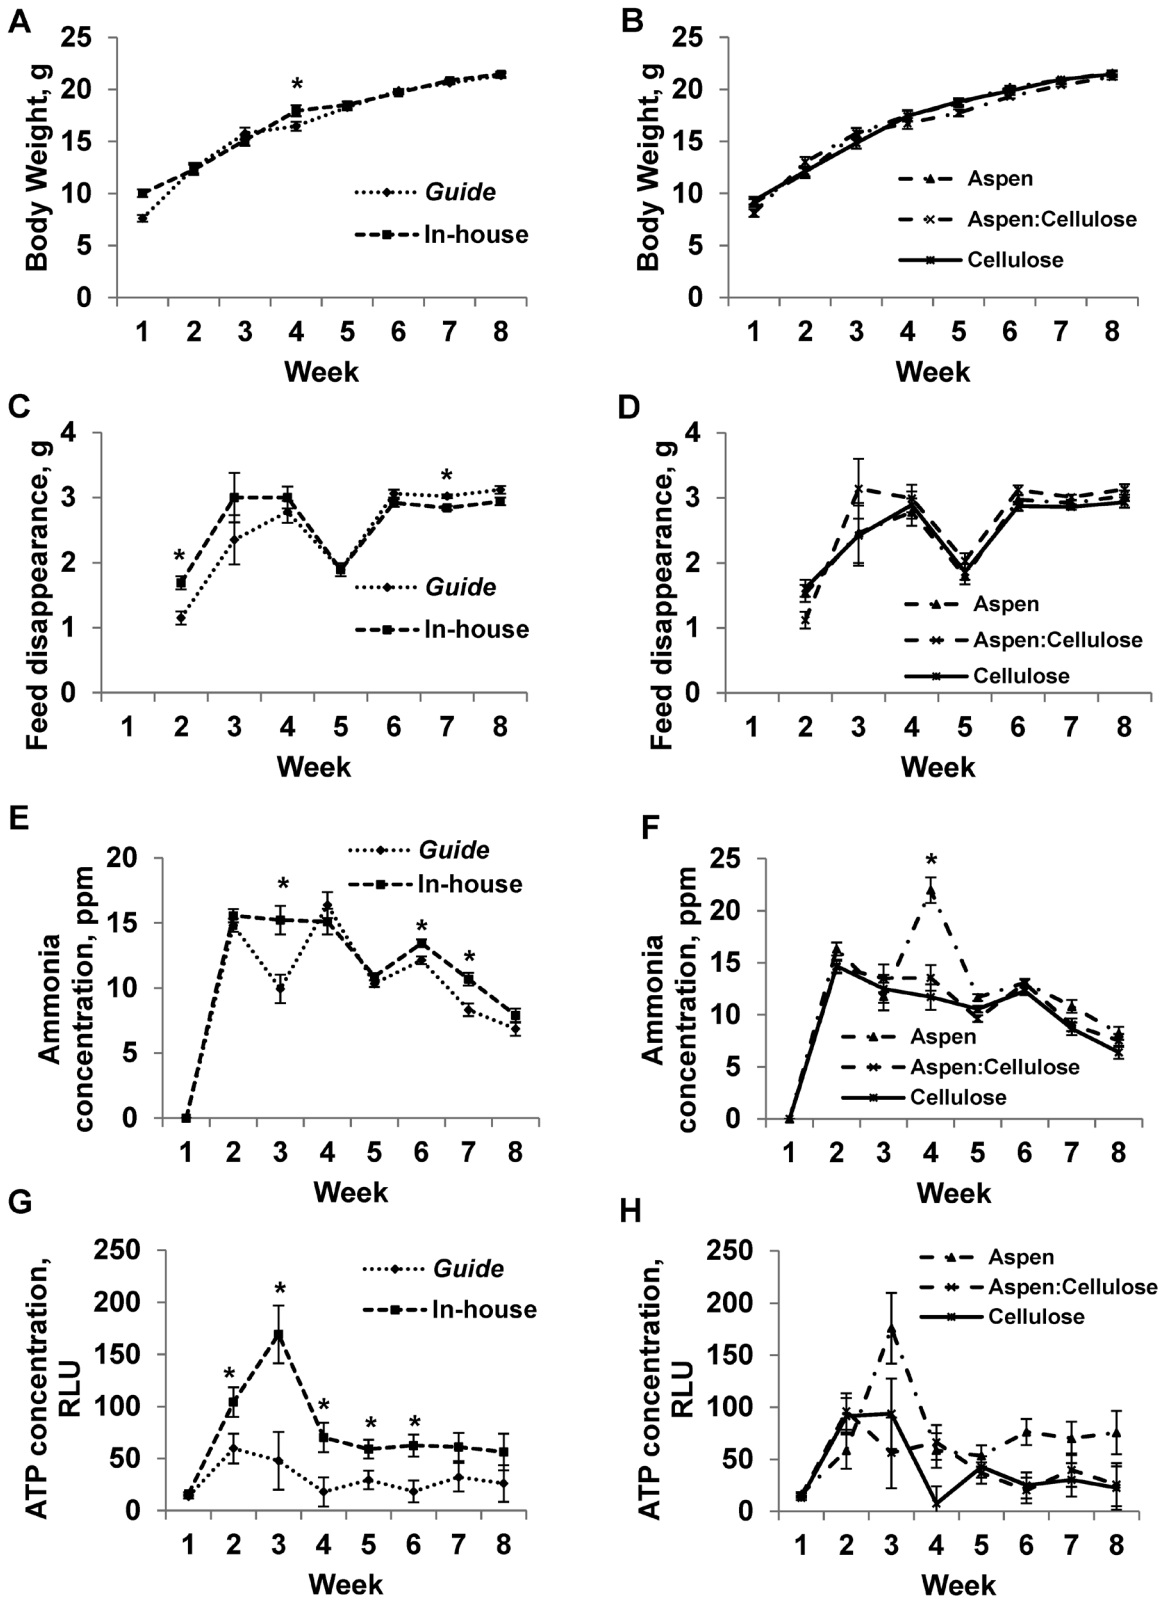 A
Body Weight, g
25
20
15
10
5
0
*
Guide
In-house
1 2 3 4 5 6 7 8
Week
B
Body Weight, g
25
20
15
10
5
0
Aspen
Aspen:Cellulose
Cellulose
1 2 3 4 5 6 7 8
Week
C
Feed disappearance, g
4
3
2
1
0
*
*
Guide
In-house
1 2 3 4 5 6 7 8
Week
D
Feed disappearance, g
4
3
2
1
0
Aspen
Aspen:Cellulose
Cellulose
1 2 3 4 5 6 7 8
Week
E
Ammonia
concentration, ppm
20
15
10
5
0
Guide
In-house
*
*
*
1 2 3 4 5 6 7 8
Week
F
Ammonia
concentration, ppm
25
20
15
10
5
0
*
Aspen
Aspen:Cellulose
Cellulose
1 2 3 4 5 6 7 8
Week
G
ATP concentration,
RLU
250
200
150
100
50
0
Guide
In-house
*
*
*
*
*
1 2 3 4 5 6 7 8
Week
H
ATP concentration,
RLU
250
200
150
100
50
0
Aspen
Aspen:Cellulose
Cellulose
1 2 3 4 5 6 7 8
Week